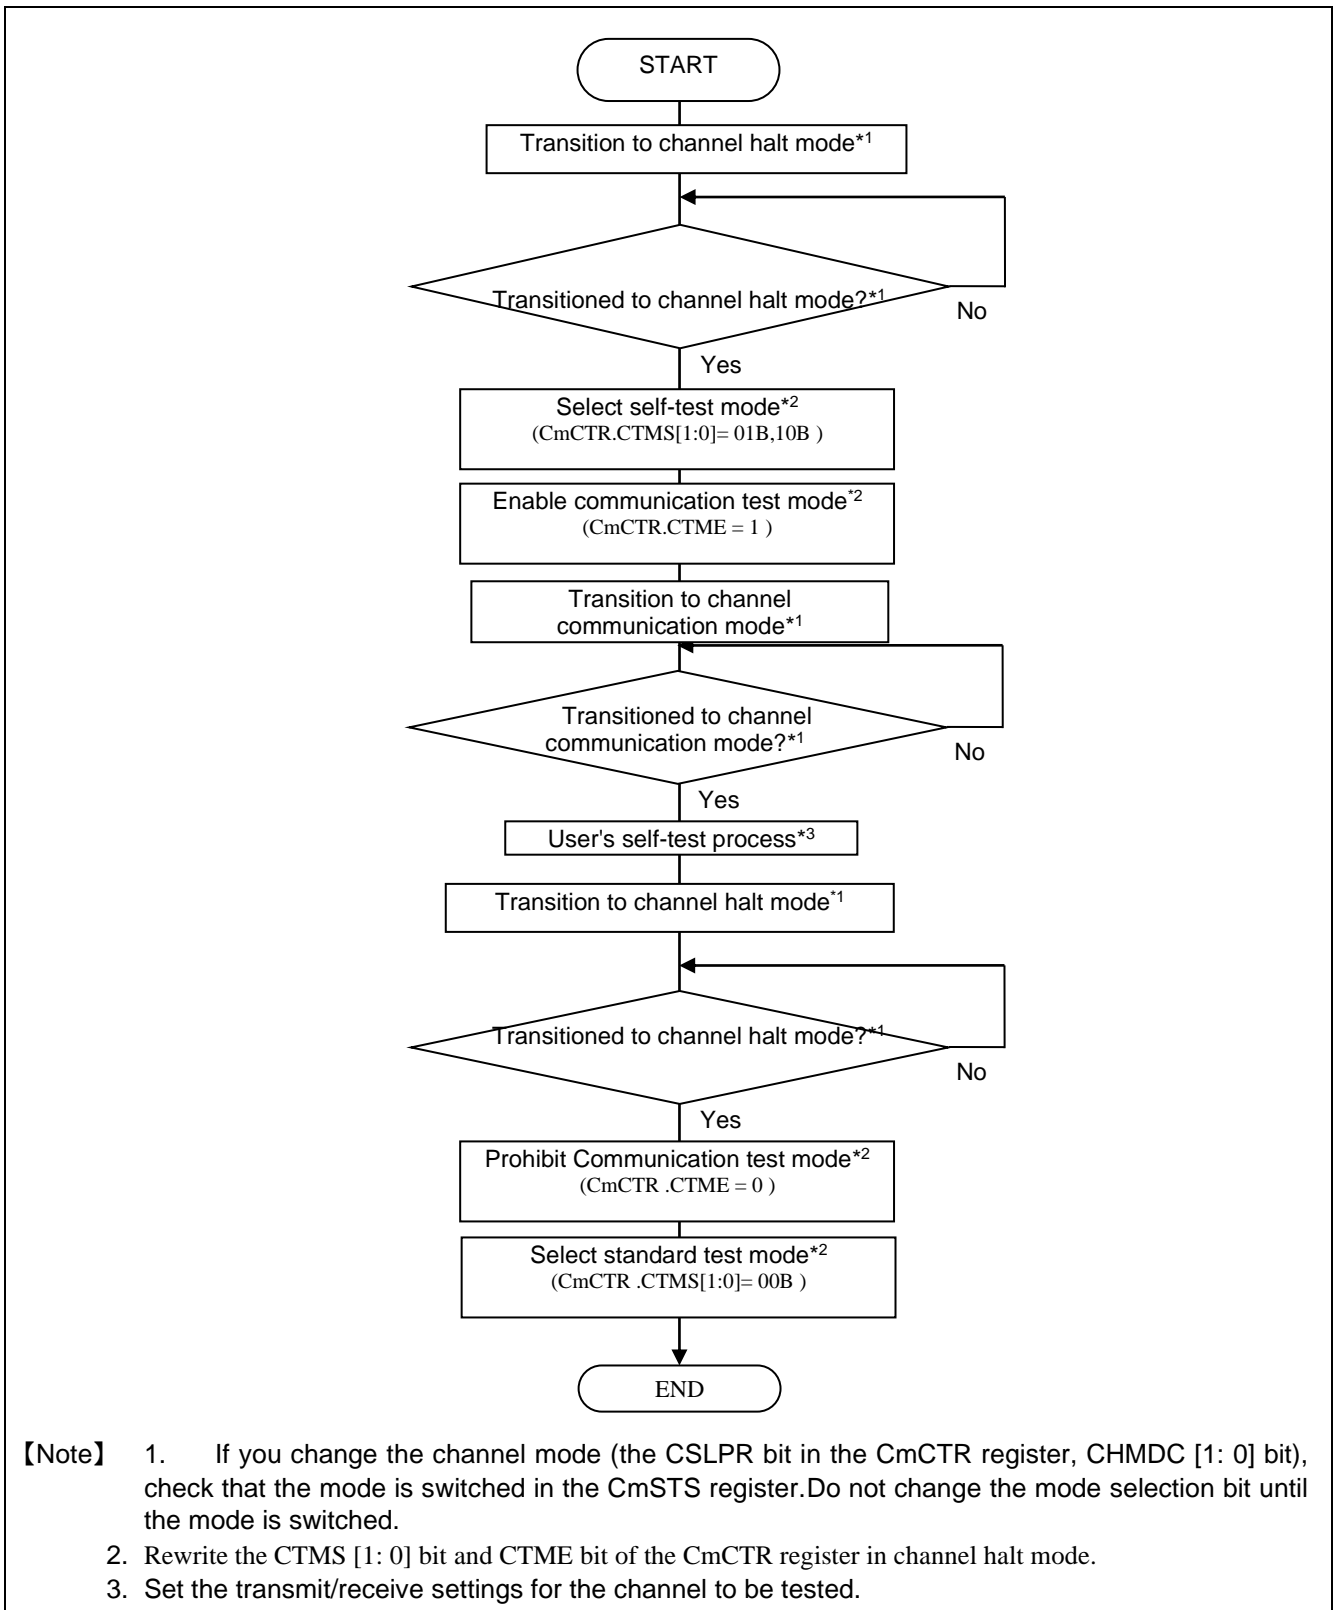 START
Transition to channel halt mode*1
Transitioned to channel halt mode?*1
No
Yes
Select self-test mode*2
(CmCTR.CTMS[1:0]= 01B,10B )
Enable communication test mode*2
(CmCTR.CTME = 1 )
Transition to channel
communication mode*1
Transitioned to channel
communication mode?*1
No
Yes
User's self-test process*3
Transition to channel halt mode*1
Transitioned to channel halt mode?*1
No
Yes
Prohibit Communication test mode*2
(CmCTR .CTME = 0 )
Select standard test mode*2
(CmCTR .CTMS[1:0]= 00B )
END
【Note】 1. If you change the channel mode (the CSLPR bit in the CmCTR register, CHMDC [1: 0] bit),
check that the mode is switched in the CmSTS register.Do not change the mode selection bit until
the mode is switched.
2. Rewrite the CTMS [1: 0] bit and CTME bit of the CmCTR register in channel halt mode.
3. Set the transmit/receive settings for the channel to be tested.